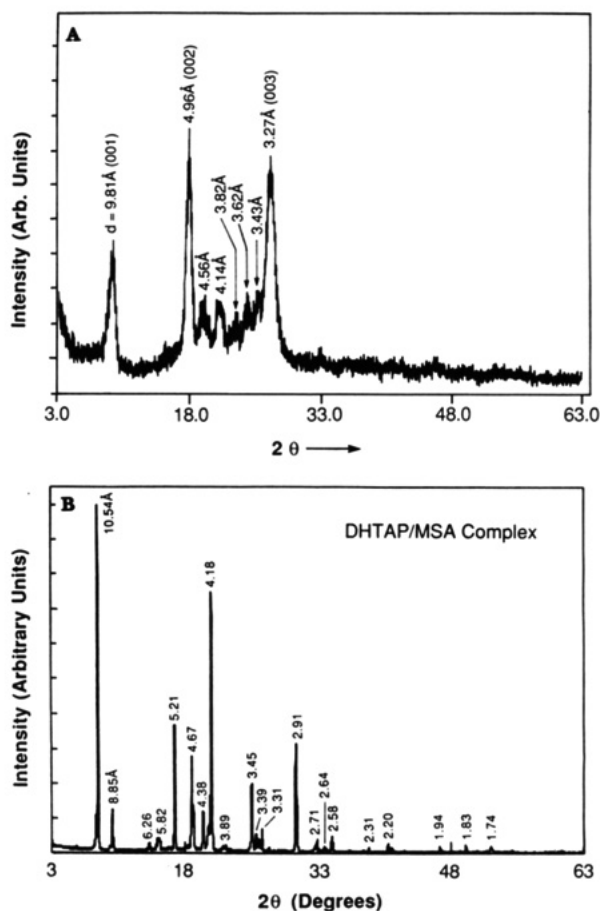 A
Intensity (Arb. Units)
d = 9.81Å (001)
4.96Å (002)
4.56Å
4.14Å
3.82Å
3.62Å
3.43Å
3.27Å (003)
3.0 18.0 33.0 48.0 63.0
2 θ
B
DHTAP/MSA Complex
Intensity (Arbitrary Units)
10.54Å
8.85Å
6.26
5.82
5.21
4.67
4.38
4.18
3.89
3.45
3.39
3.31
2.91
2.71
2.64
2.58
2.31
2.20
1.94
1.83
1.74
3 18 33 48 63
2θ (Degrees)